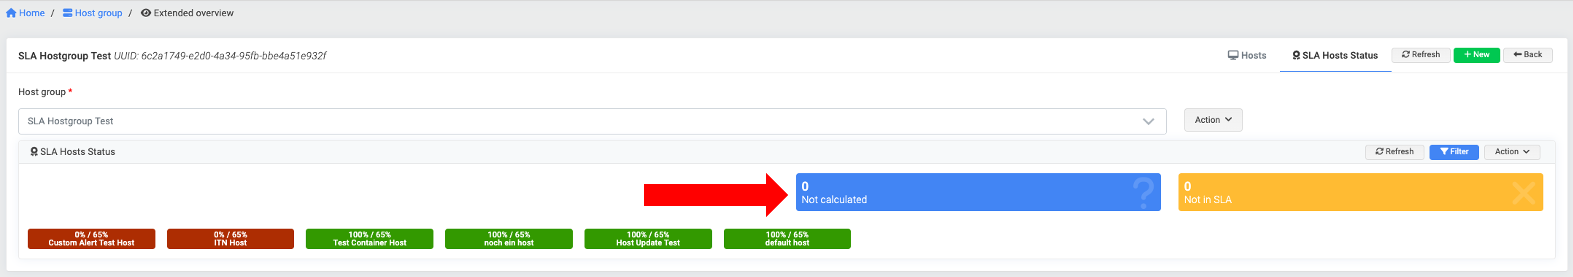 Home / Host group / Extended overview
SLA Hostgroup Test UUID: 6c2a1749-e2d0-4a34-95fb-bbe4a51e932f
Hosts SLA Hosts Status Refresh + New Back
Host group *
SLA Hostgroup Test
Action
SLA Hosts Status
Refresh Filter Action
0
Not calculated
0
Not in SLA
0% / 65%
Custom Alert Test Host
0% / 65%
ITN Host
100% / 65%
Test Container Host
100% / 65%
noch ein host
100% / 65%
Host Update Test
100% / 65%
default host